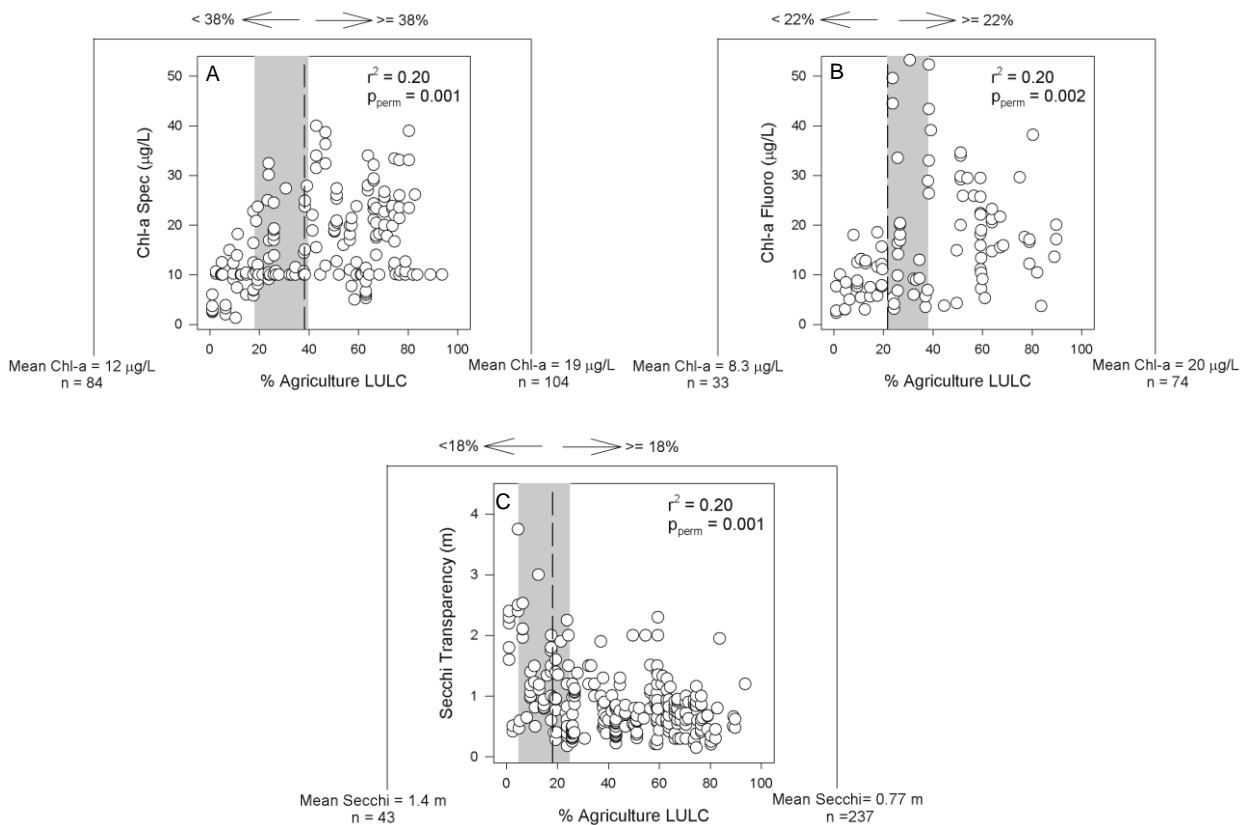 < 38%
>= 38%
A
r² = 0.20
p_perm = 0.001
Chl-a Spec (µg/L)
50
40
30
20
10
0
0 20 40 60 80 100
% Agriculture LULC
Mean Chl-a = 12 µg/L
n = 84
Mean Chl-a = 19 µg/L
n = 104
< 22%
>= 22%
B
r² = 0.20
p_perm = 0.002
Chl-a Fluoro (µg/L)
50
40
30
20
10
0
0 20 40 60 80 100
% Agriculture LULC
Mean Chl-a = 8.3 µg/L
n = 33
Mean Chl-a = 20 µg/L
n = 74
<18%
>= 18%
C
r² = 0.20
p_perm = 0.001
Secchi Transparency (m)
4
3
2
1
0
0 20 40 60 80 100
% Agriculture LULC
Mean Secchi = 1.4 m
n = 43
Mean Secchi= 0.77 m
n =237